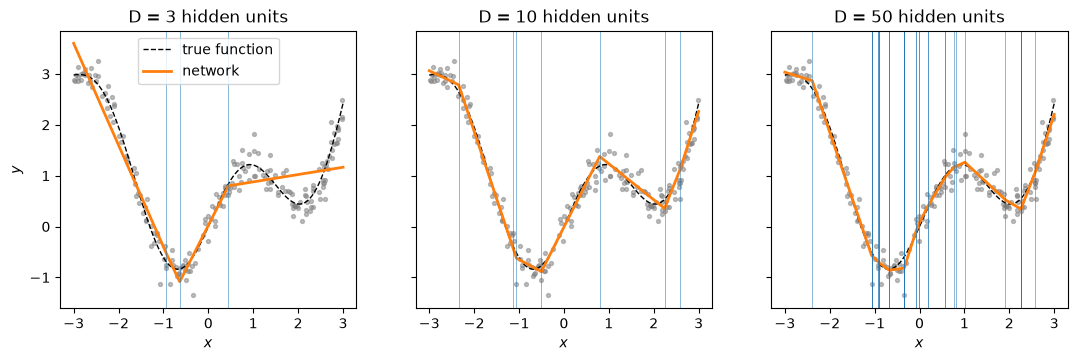 D = 3 hidden units
true function
network
y
3
2
1
0
−1
−3 −2 −1 0 1 2 3
x
D = 10 hidden units
−3 −2 −1 0 1 2 3
x
D = 50 hidden units
−3 −2 −1 0 1 2 3
x